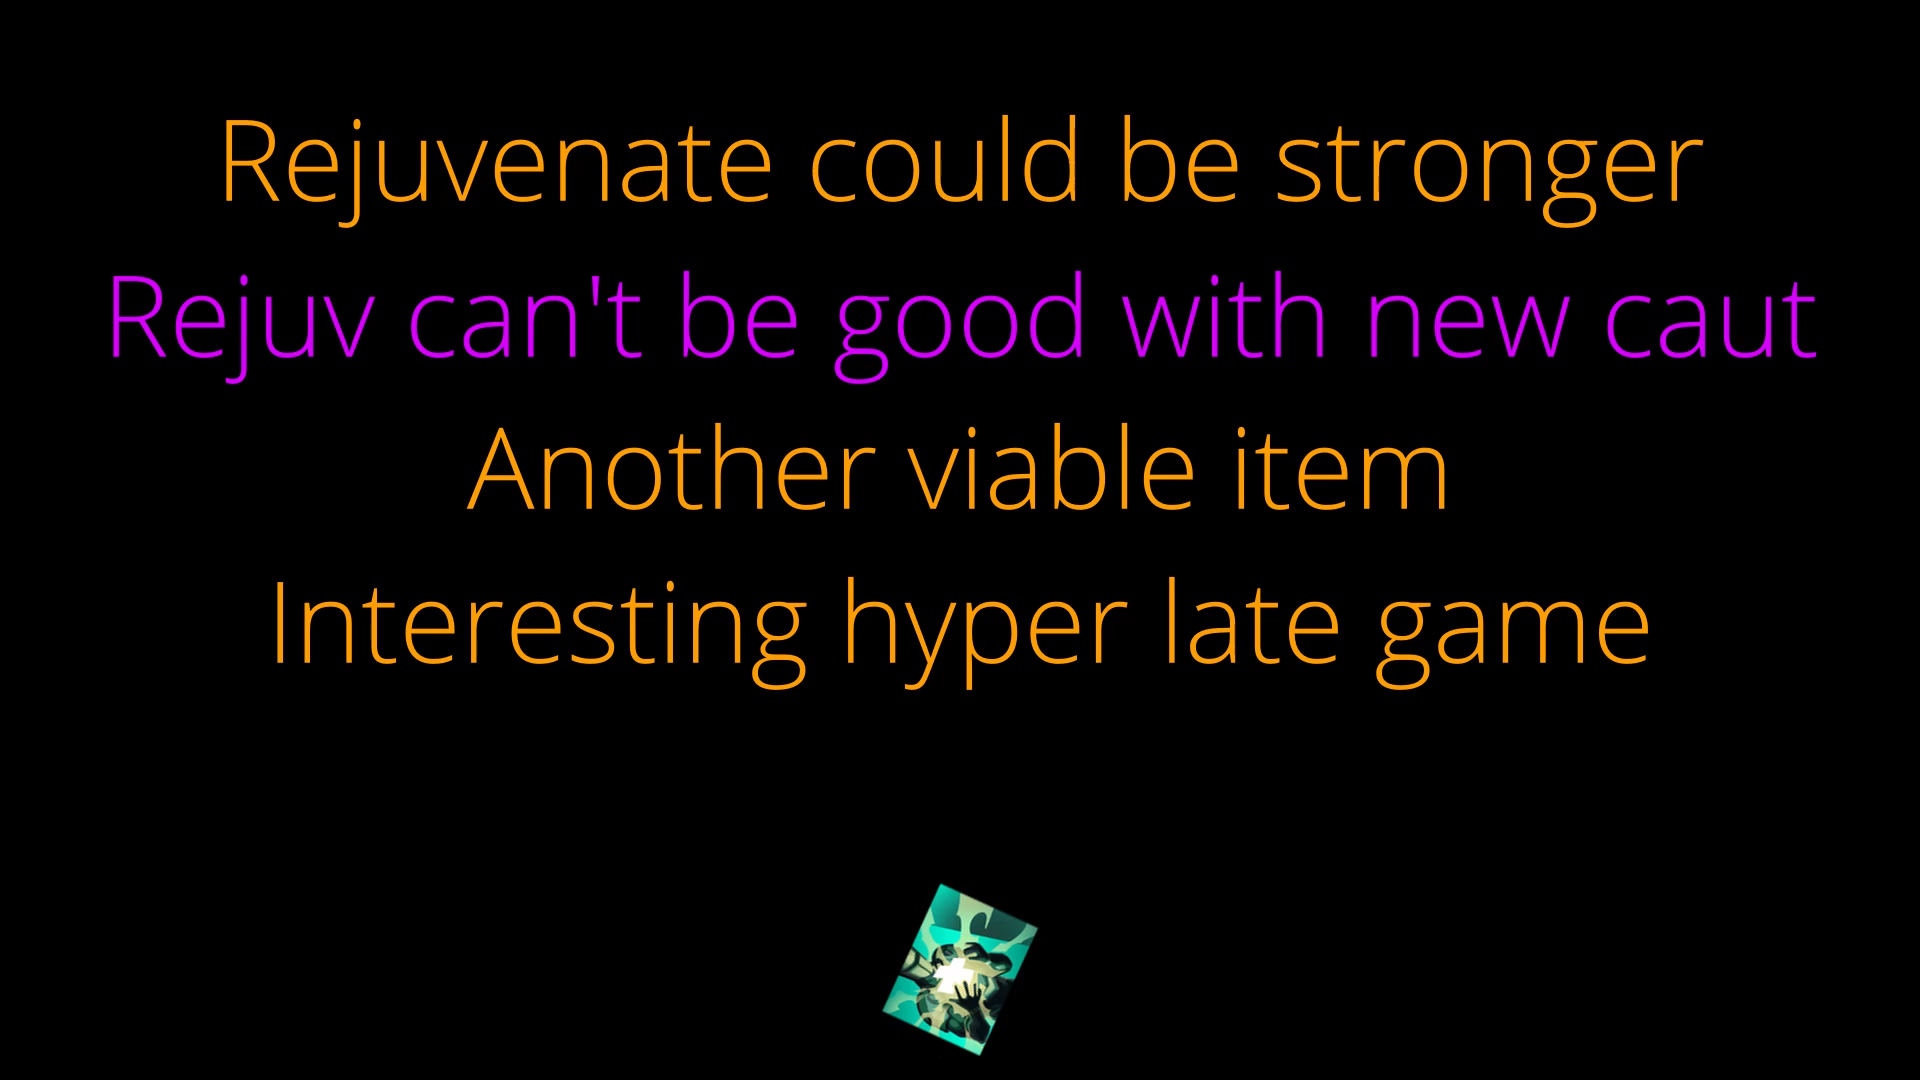 Rejuvenate could be stronger
Rejuv can't be good with new caut
Another viable item
Interesting hyper late game